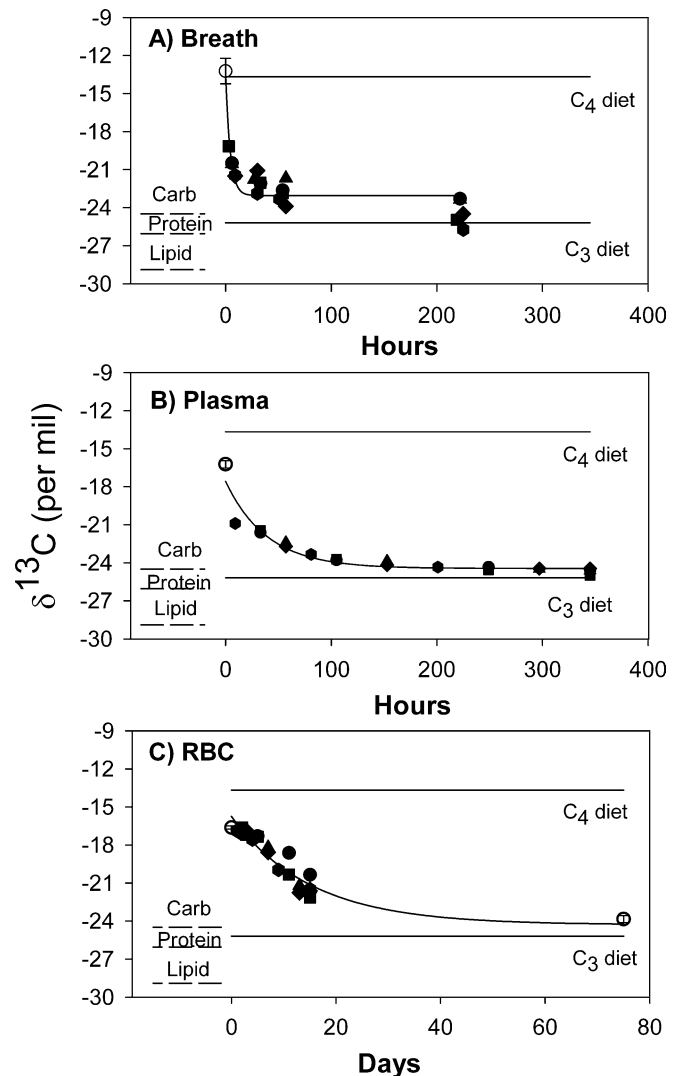 A) Breath
-9
-12
-15
-18
-21
-24
-27
-30
C4 diet
Carb
Protein
Lipid
C3 diet
0 100 200 300 400
Hours
B) Plasma
-9
-12
-15
-18
-21
-24
-27
-30
C4 diet
Carb
Protein
Lipid
C3 diet
0 100 200 300 400
Hours
δ13C (per mil)
C) RBC
-9
-12
-15
-18
-21
-24
-27
-30
C4 diet
Carb
Protein
Lipid
C3 diet
0 20 40 60 80
Days